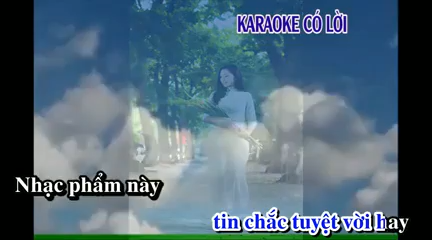 KARAOKE CÓ LỜI
Nhạc phẩm này
tin chắc tuyệt vời hay